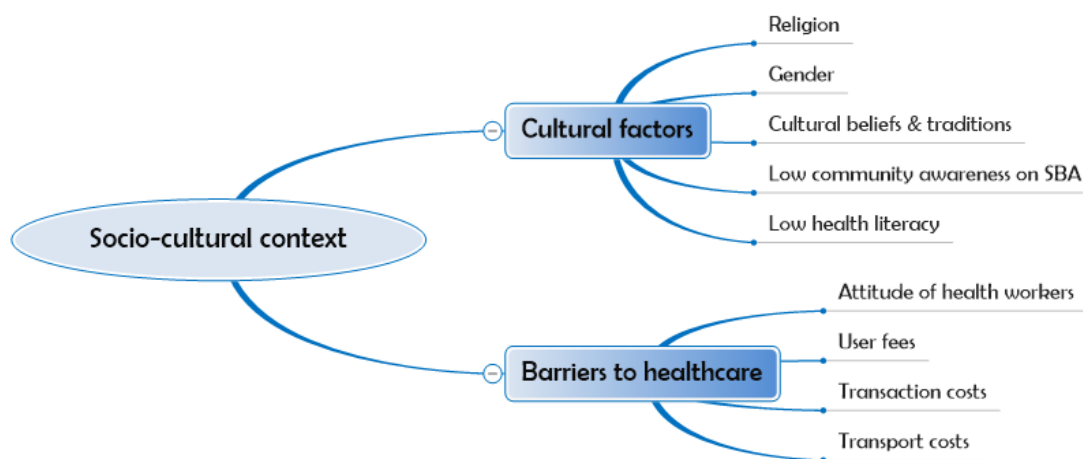 Socio-cultural context
Cultural factors
Religion
Gender
Cultural beliefs & traditions
Low community awareness on SBA
Low health literacy
Barriers to healthcare
Attitude of health workers
User fees
Transaction costs
Transport costs